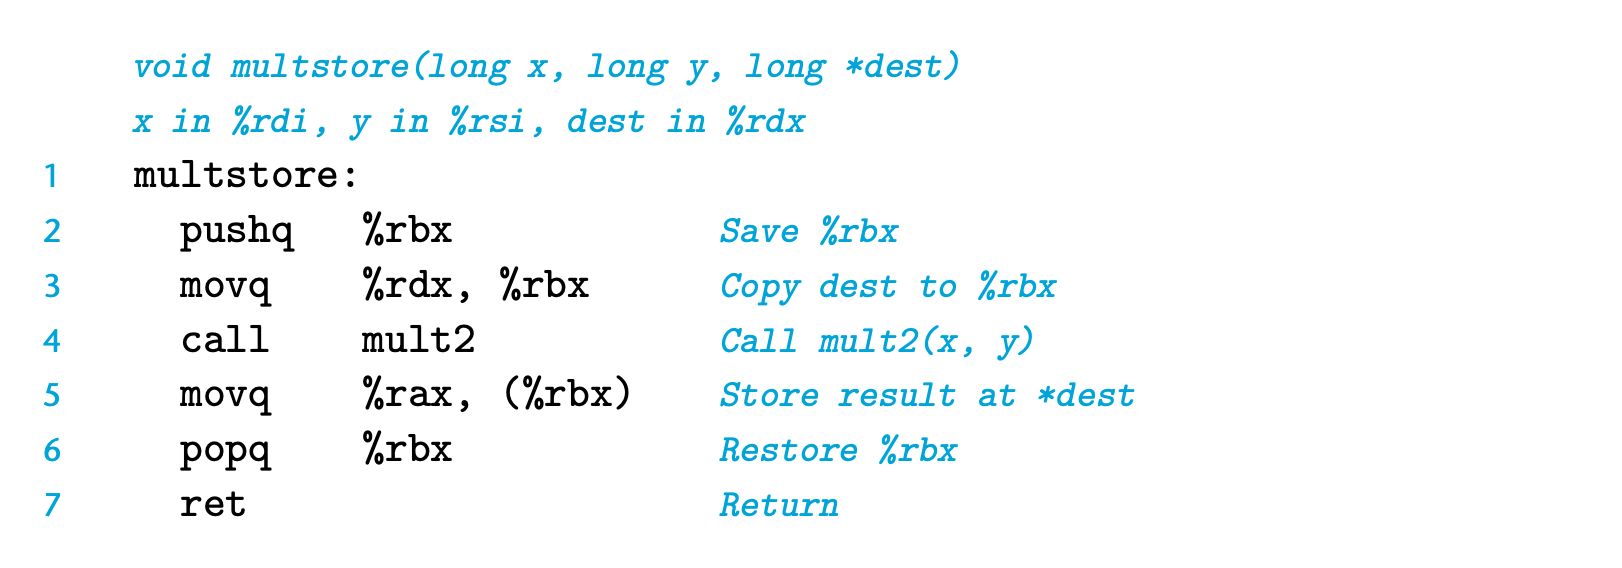 void multstore(long x, long y, long *dest)
x in %rdi, y in %rsi, dest in %rdx
1 multstore:
2 pushq %rbx Save %rbx
3 movq %rdx, %rbx Copy dest to %rbx
4 call mult2 Call mult2(x, y)
5 movq %rax, (%rbx) Store result at *dest
6 popq %rbx Restore %rbx
7 ret Return